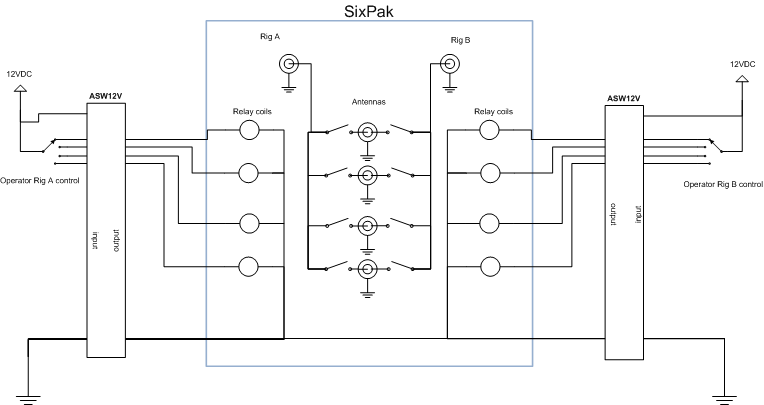 SixPak
Rig A
Rig B
12VDC
12VDC
ASW12V
ASW12V
Antennas
Relay coils
Relay coils
Operator Rig A control
Operator Rig B control
input
output
output
input